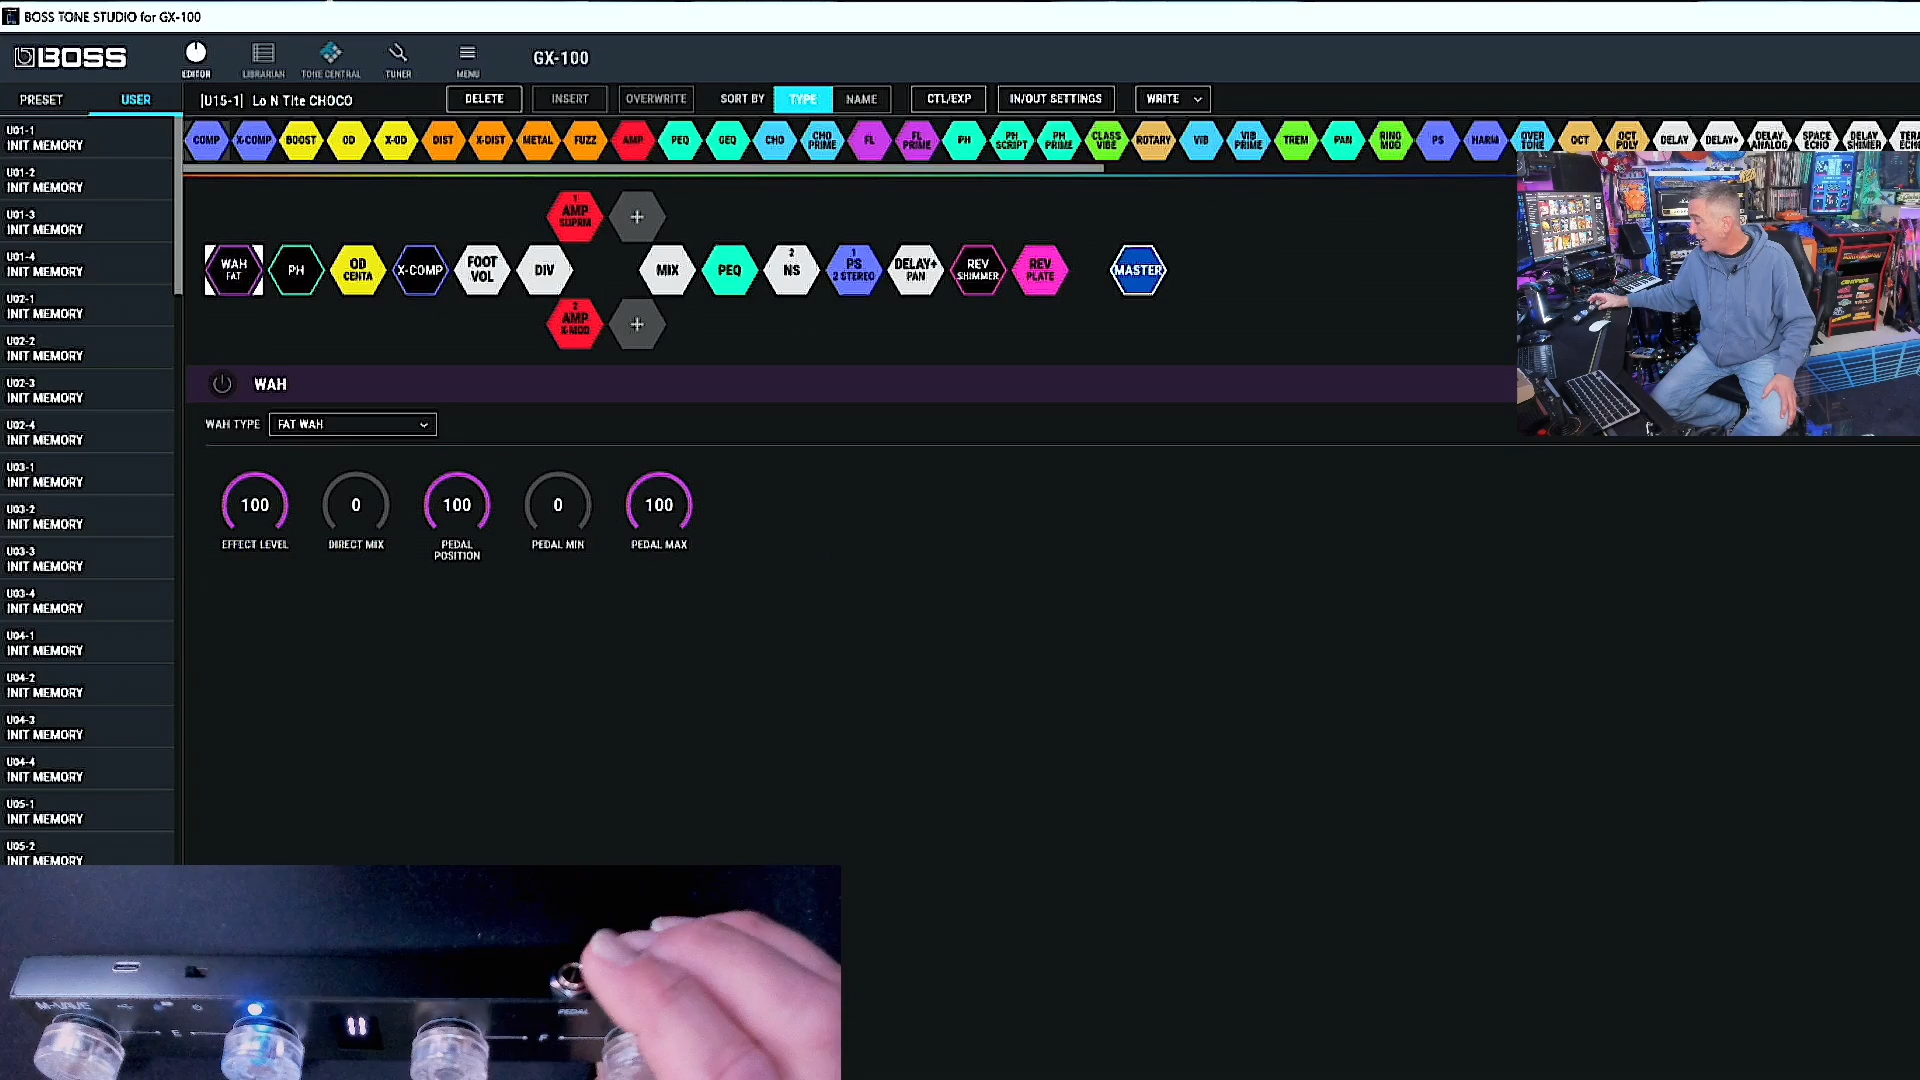 BOSS TONE STUDIO for GX-100
BOSS
EDITOR
LIBRARIAN
TONE CENTRAL
TUNER
MENU
GX-100
PRESET
USER
[U15-1] Lo N TIte CHOCO
DELETE
INSERT
OVERWRITE
SORT BY
TYPE
NAME
CTL/EXP
IN/OUT SETTINGS
WRITE
COMP
X-COMP
BOOST
OD
X-OD
DIST
X-DIST
METAL
FUZZ
AMP
PEQ
GEQ
CHO
CHO
PRIME
FL
FL
PRIME
PH
PH
SCRIPT
PH
PRIME
CLASS
VIBE
ROTARY
VIB
VIB
PRIME
TREM
PAN
RING
MOD
PS
HARM
OVER
TONE
OCT
OCT
POLY
DELAY
DELAY+
DELAY
ANALOG
SPACE
ECHO
DELAY
SHIMER
TERA
ECHO
U01-1
INIT MEMORY
U01-2
INIT MEMORY
U01-3
INIT MEMORY
U01-4
INIT MEMORY
U02-1
INIT MEMORY
U02-2
INIT MEMORY
U02-3
INIT MEMORY
U02-4
INIT MEMORY
U03-1
INIT MEMORY
U03-2
INIT MEMORY
U03-3
INIT MEMORY
U03-4
INIT MEMORY
U04-1
INIT MEMORY
U04-2
INIT MEMORY
U04-3
INIT MEMORY
U04-4
INIT MEMORY
U05-1
INIT MEMORY
U05-2
INIT MEMORY
1
AMP
SUPRM
+
WAH
FAT
PH
OD
CENTA
X-COMP
FOOT
VOL
DIV
MIX
PEQ
2
NS
1
PS
2 STEREO
DELAY+
PAN
REV
SHIMMER
REV
PLATE
MASTER
2
AMP
X-MOD
+
WAH
WAH TYPE
FAT WAH
100
0
100
0
100
EFFECT LEVEL
DIRECT MIX
PEDAL
POSITION
PEDAL MIN
PEDAL MAX
M-VAVE
PEDAL
E
F